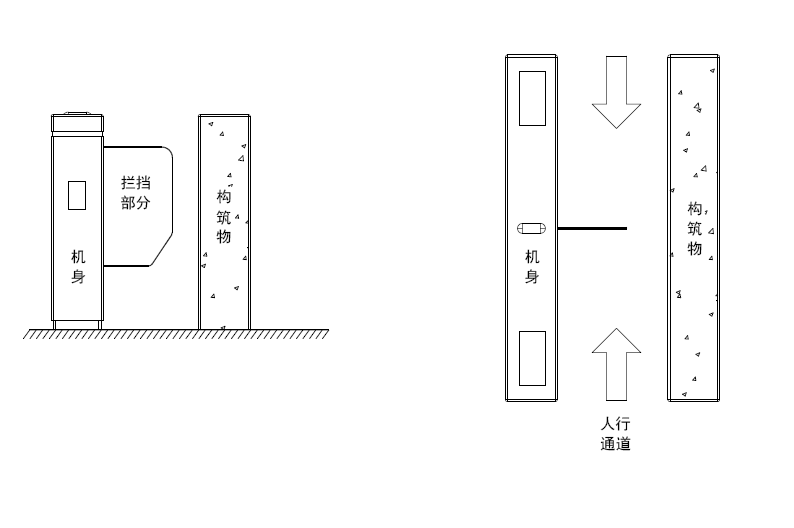 拦挡
部分
机
身
构
筑
物
机
身
构
筑
物
人行
通道